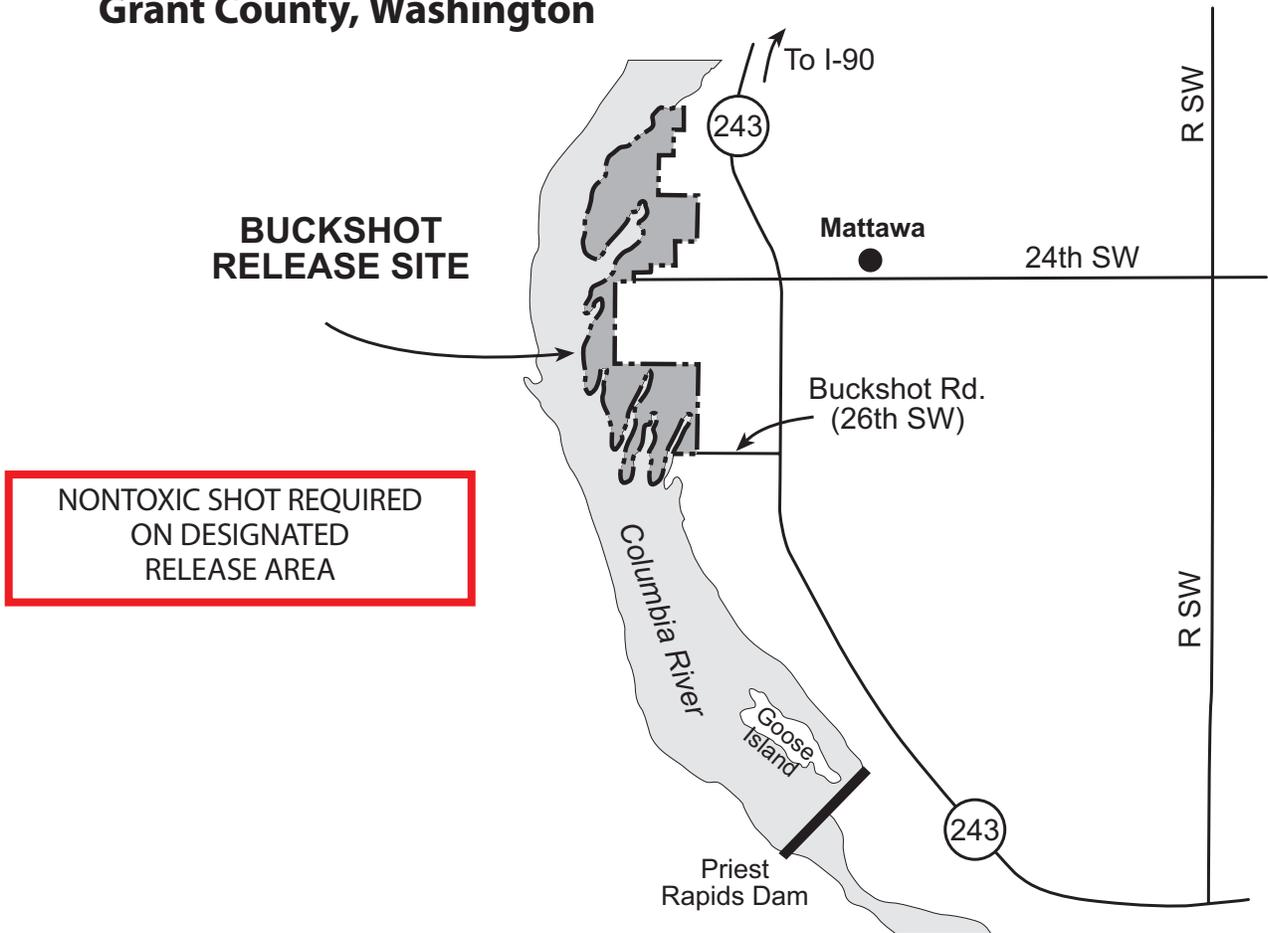 Grant County, Washington
To I-90
243
R SW
BUCKSHOT
RELEASE SITE
Mattawa
24th SW
Buckshot Rd.
(26th SW)
NONTOXIC SHOT REQUIRED
ON DESIGNATED
RELEASE AREA
Columbia River
R SW
Goose
Island
243
Priest
Rapids Dam